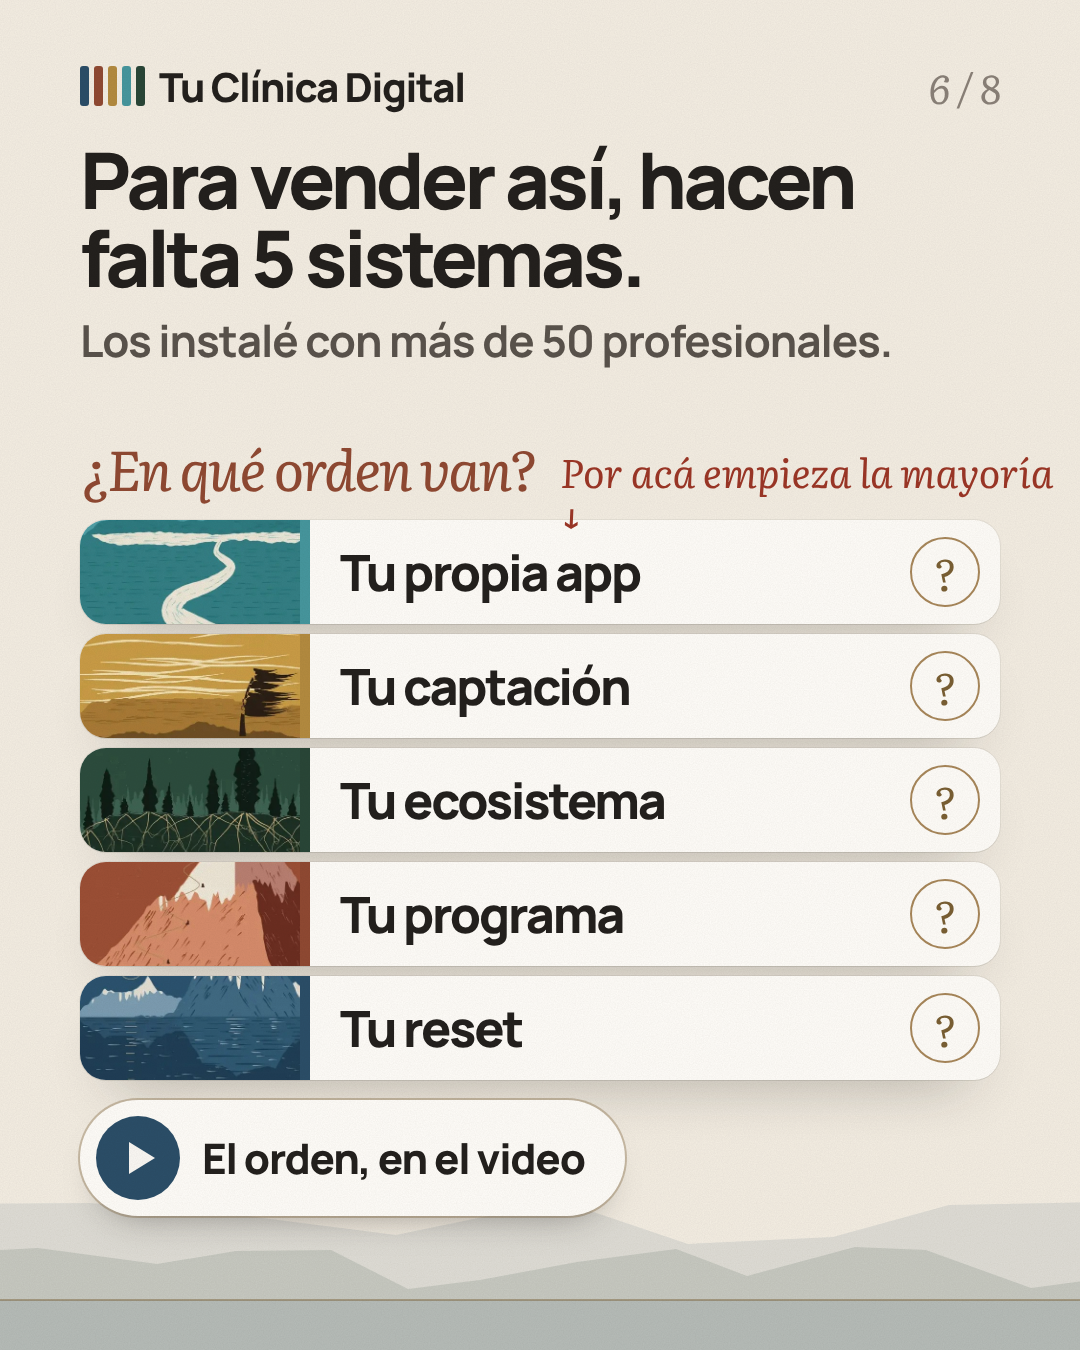 Tu Clínica Digital
6/8
Para vender así, hacen
falta 5 sistemas.
Los instalé con más de 50 profesionales.
¿En qué orden van?
Por acá empieza la mayoría
↓
Tu propia app
?
Tu captación
?
Tu ecosistema
?
Tu programa
?
Tu reset
?
El orden, en el video